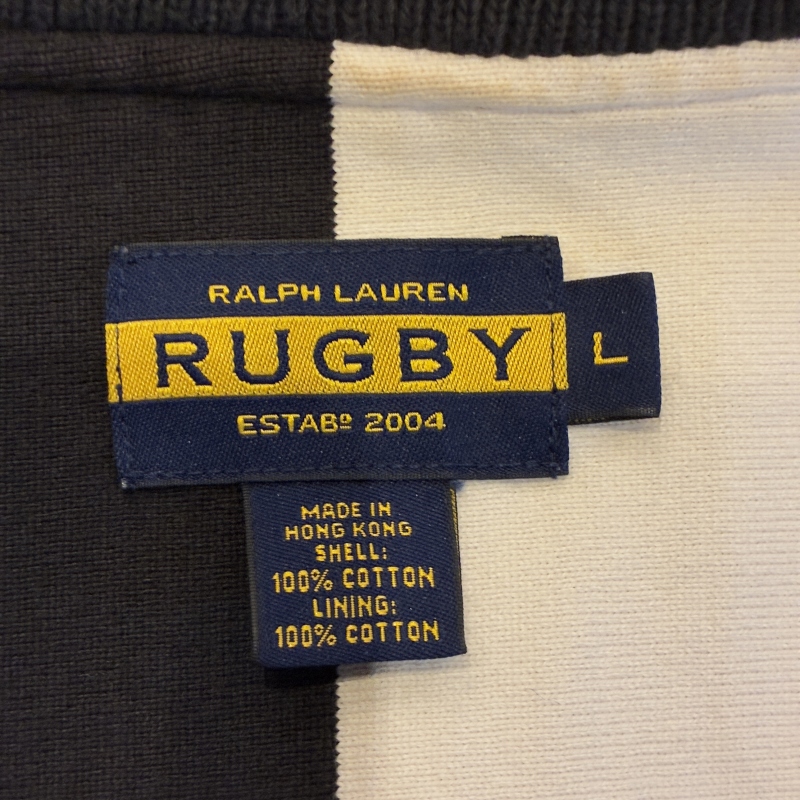 RALPH LAUREN
RUGBY
ESTABº 2004
L
MADE IN
HONG KONG
SHELL:
100% COTTON
LINING:
100% COTTON